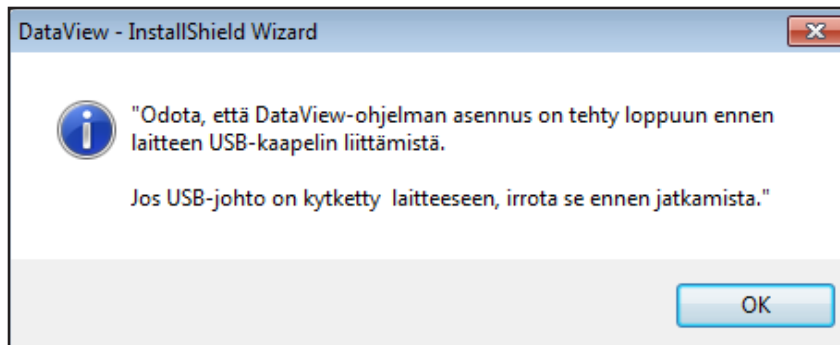 DataView - InstallShield Wizard
"Odota, että DataView-ohjelman asennus on tehty loppuun ennen
laitteen USB-kaapelin liittämistä.
Jos USB-johto on kytketty  laitteeseen, irrota se ennen jatkamista."
OK